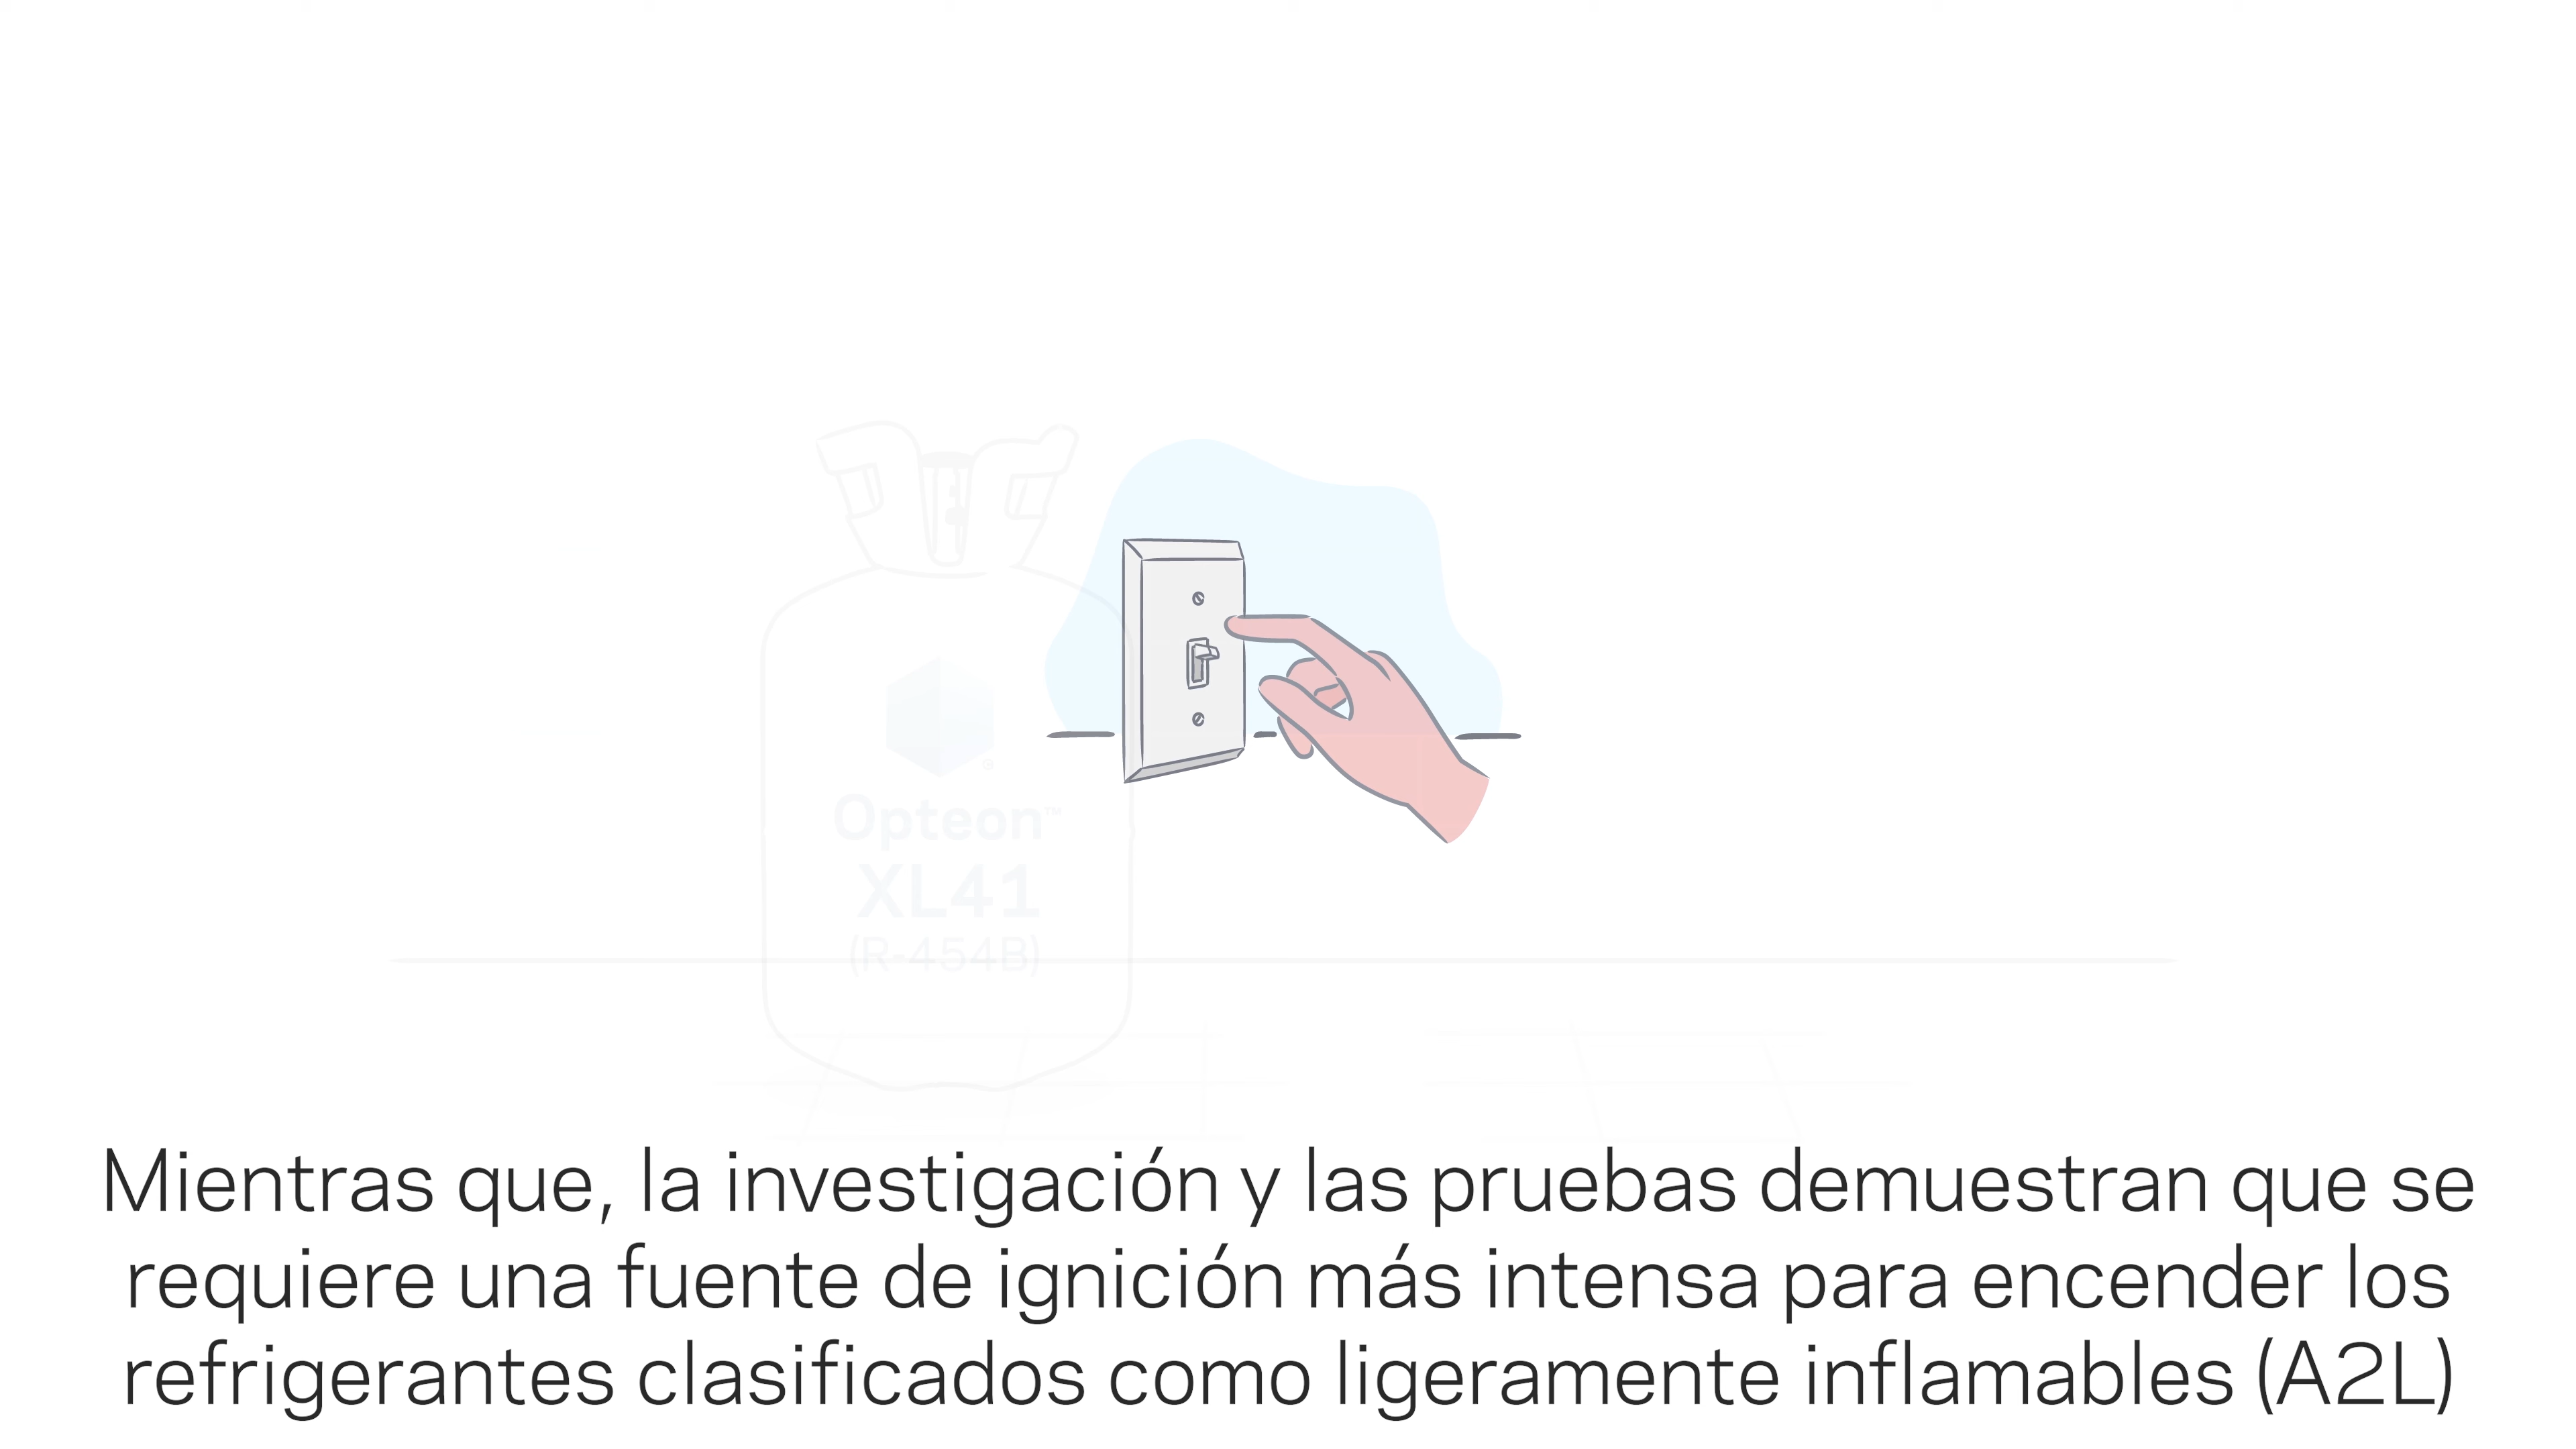 Opteon™
XL41
(R-454B)
Mientras que, la investigación y las pruebas demuestran que se
requiere una fuente de ignición más intensa para encender los
refrigerantes clasificados como ligeramente inflamables (A2L)